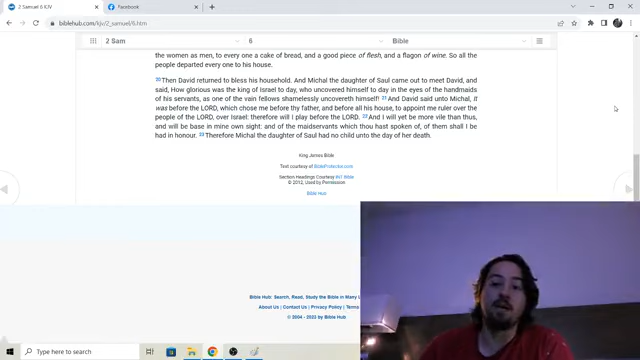 2 Samuel 6 KJV
Facebook
biblehub.com/kjv/2_samuel/6.htm
2 Sam 6 Bible
the women as men, to every one a cake of bread, and a good piece of flesh, and a flagon of wine. So all the
people departed every one to his house.
20 Then David returned to bless his household. And Michal the daughter of Saul came out to meet David, and
said, How glorious was the king of Israel to day, who uncovered himself to day in the eyes of the handmaids
of his servants, as one of the vain fellows shamelessly uncovereth himself! 21 And David said unto Michal, It
was before the LORD, which chose me before thy father, and before all his house, to appoint me ruler over
the people of the LORD, over Israel: therefore will I play before the LORD. 22 And I will yet be more vile than thus,
and will be base in mine own sight: and of the maidservants which thou hast spoken of, of them shall I be
had in honour. 23 Therefore Michal the daughter of Saul had no child unto the day of her death.
King James Bible
Text courtesy of BibleProtector.com
Section Headings Courtesy INT Bible
© 2012, Used by Permission
Bible Hub
Bible Hub: Search, Read, Study the Bible in Many L
About Us | Contact Us | Privacy Policy | Terms
© 2004 - 2023 by Bible Hub
Type here to search